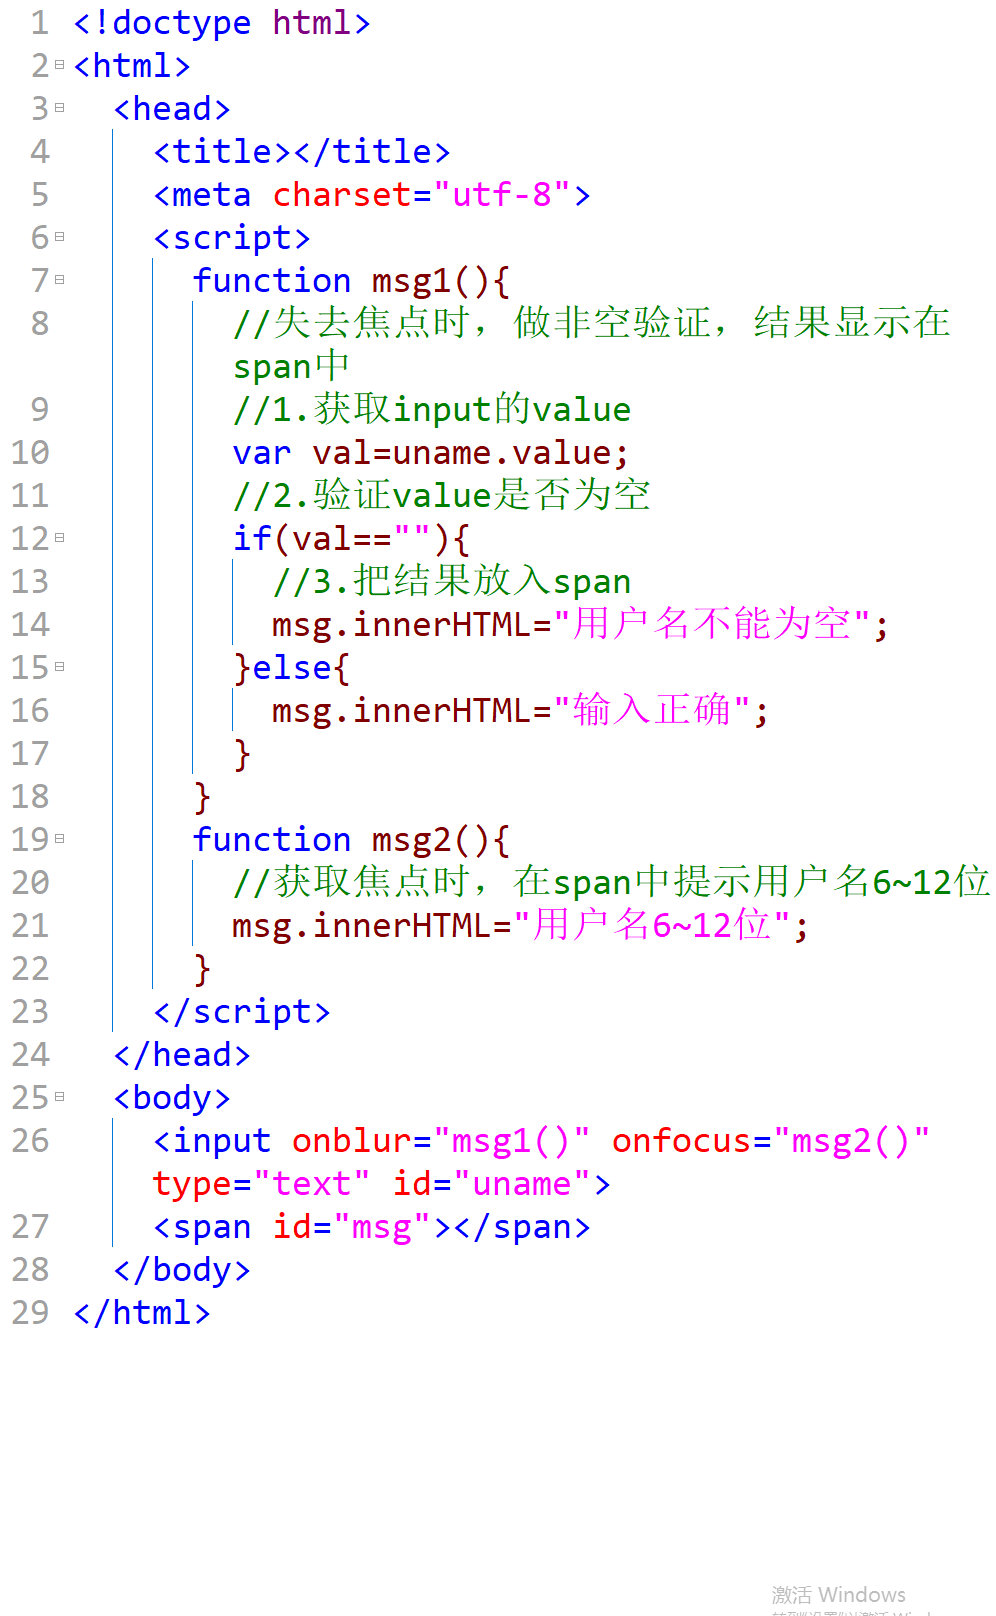 1 <!doctype html>
2 <html>
3 <head>
4 <title></title>
5 <meta charset="utf-8">
6 <script>
7 function msg1(){
8 //失去焦点时，做非空验证，结果显示在
span中
9 //1.获取input的value
10 var val=uname.value;
11 //2.验证value是否为空
12 if(val==""){
13 //3.把结果放入span
14 msg.innerHTML="用户名不能为空";
15 }else{
16 msg.innerHTML="输入正确";
17 }
18 }
19 function msg2(){
20 //获取焦点时，在span中提示用户名6~12位
21 msg.innerHTML="用户名6~12位";
22 }
23 </script>
24 </head>
25 <body>
26 <input onblur="msg1()" onfocus="msg2()"
type="text" id="uname">
27 <span id="msg"></span>
28 </body>
29 </html>
激活 Windows